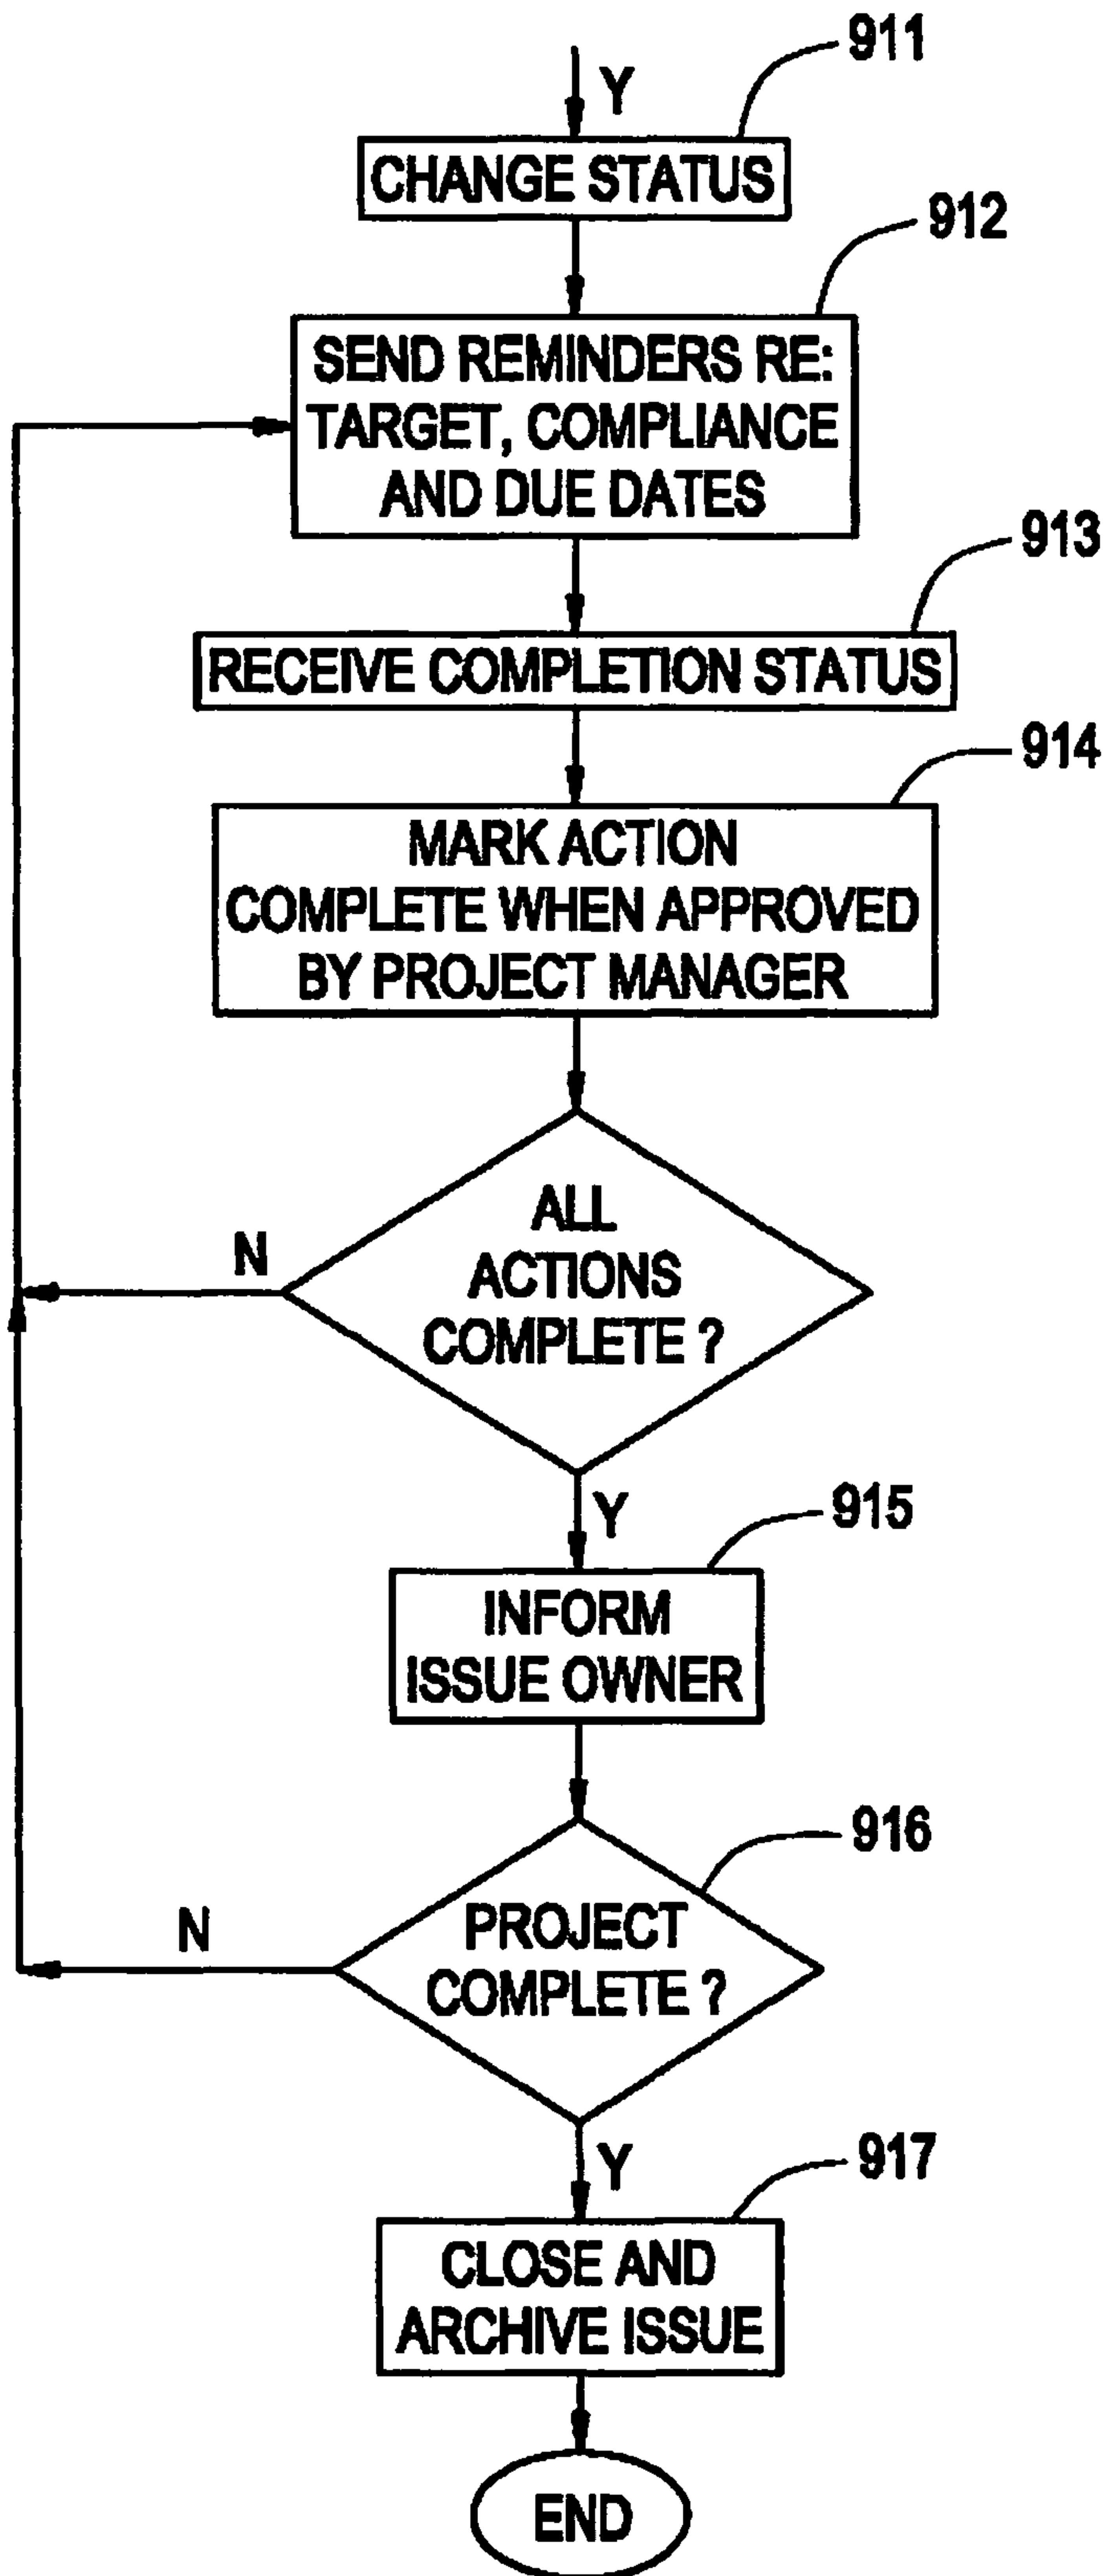 911
Y
CHANGE STATUS
912
SEND REMINDERS RE:
TARGET, COMPLIANCE
AND DUE DATES
913
RECEIVE COMPLETION STATUS
914
MARK ACTION
COMPLETE WHEN APPROVED
BY PROJECT MANAGER
ALL
ACTIONS
COMPLETE ?
N
Y
915
INFORM
ISSUE OWNER
916
PROJECT
COMPLETE ?
N
Y
917
CLOSE AND
ARCHIVE ISSUE
END